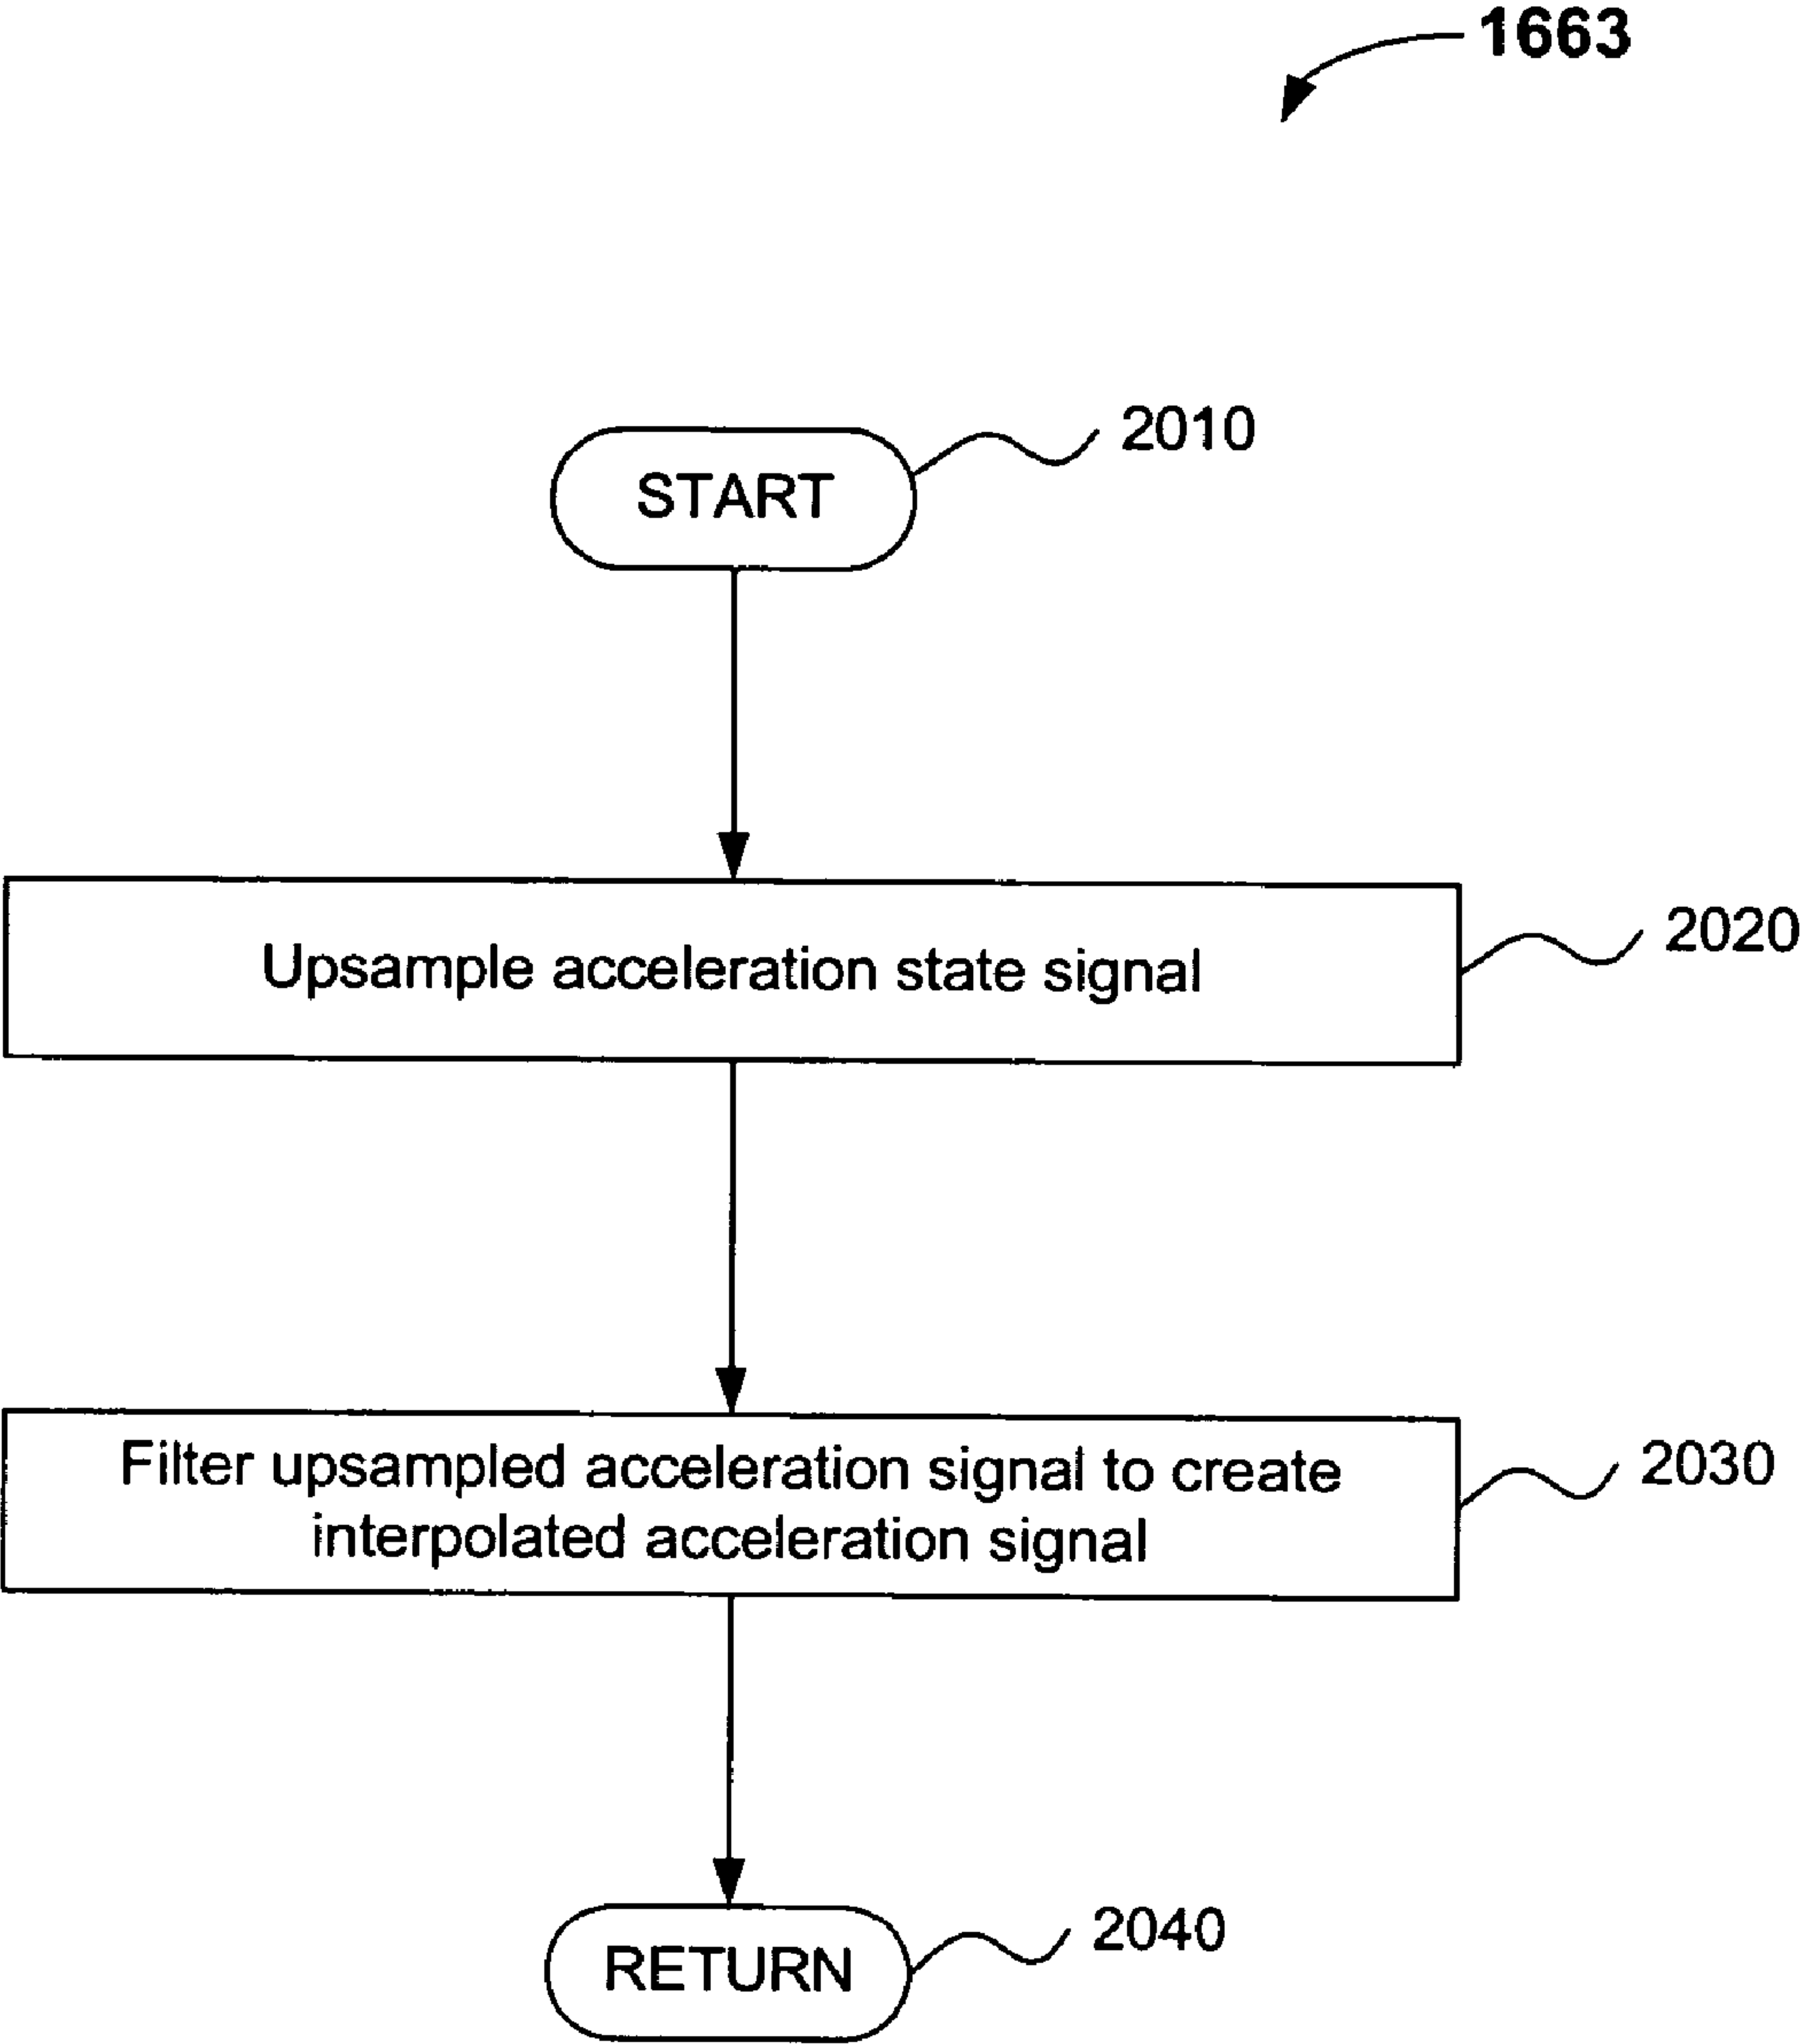 1663
START
2010
Upsample acceleration state signal
2020
Filter upsampled acceleration signal to create
interpolated acceleration signal
2030
RETURN
2040